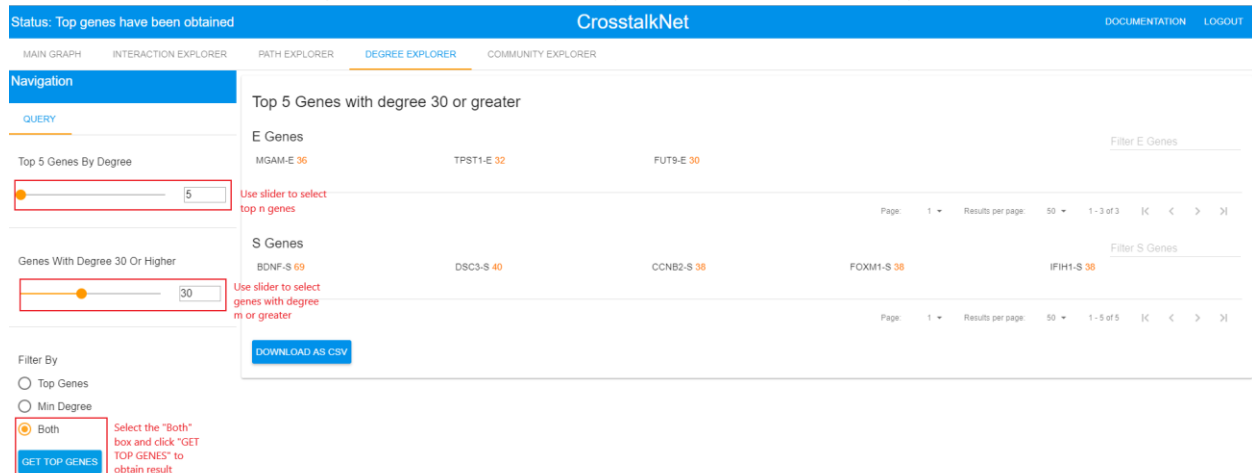 Status: Top genes have been obtained
CrosstalkNet
DOCUMENTATION LOGOUT
MAIN GRAPH INTERACTION EXPLORER PATH EXPLORER DEGREE EXPLORER COMMUNITY EXPLORER
Navigation
QUERY
Top 5 Genes By Degree
5
Use slider to select
top n genes
Genes With Degree 30 Or Higher
30
Use slider to select
genes with degree
m or greater
Filter By
Top Genes
Min Degree
Both
GET TOP GENES
Select the "Both"
box and click "GET
TOP GENES" to
obtain result
Top 5 Genes with degree 30 or greater
E Genes
Filter E Genes
MGAM-E 36 TPST1-E 32 FUT9-E 30
Page: 1 Results per page: 50 1 - 3 of 3
S Genes
Filter S Genes
BDNF-S 69 DSC3-S 40 CCNB2-S 38 FOXM1-S 38 IFIH1-S 38
Page: 1 Results per page: 50 1 - 5 of 5
DOWNLOAD AS CSV